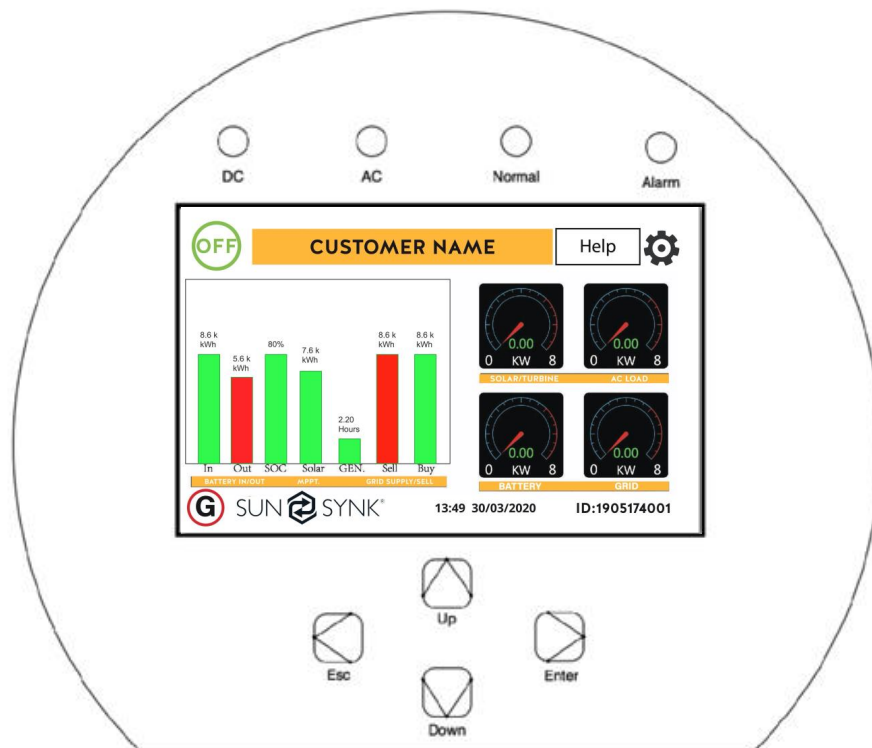 DC AC Normal Alarm
OFF CUSTOMER NAME Help
8.6 k
kWh
5.6 k
kWh
80%
7.6 k
kWh
2.20
Hours
8.6 k
kWh
8.6 k
kWh
In Out SOC Solar GEN. Sell Buy
BATTERY IN/OUT MPPT. GRID SUPPLY/SELL
0.00
0 KW 8
SOLAR/TURBINE
0.00
0 KW 8
AC LOAD
0.00
0 KW 8
BATTERY
0.00
0 KW 8
GRID
G SUN SYNK® 13:49 30/03/2020 ID:1905174001
Up
Esc
Enter
Down